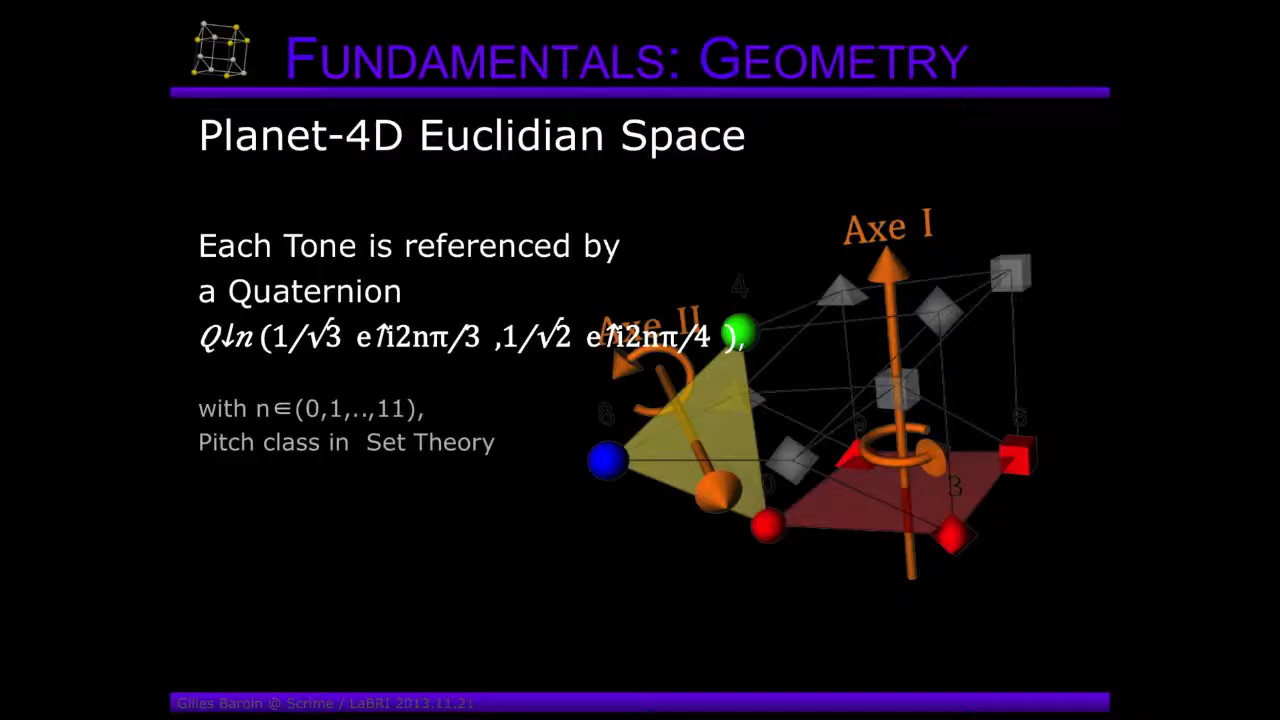 FUNDAMENTALS: GEOMETRY
Planet-4D Euclidian Space
Each Tone is referenced by
a Quaternion
Q↓n (1/√3 e↑i2nπ/3 ,1/√2 e↑i2nπ/4 ),
with n∈(0,1,..,11),
Pitch class in Set Theory
Axe I
Axe II
4
8
9
6
0
3
Gilles Baroin @ Scrime / LaBRI 2013.11.21